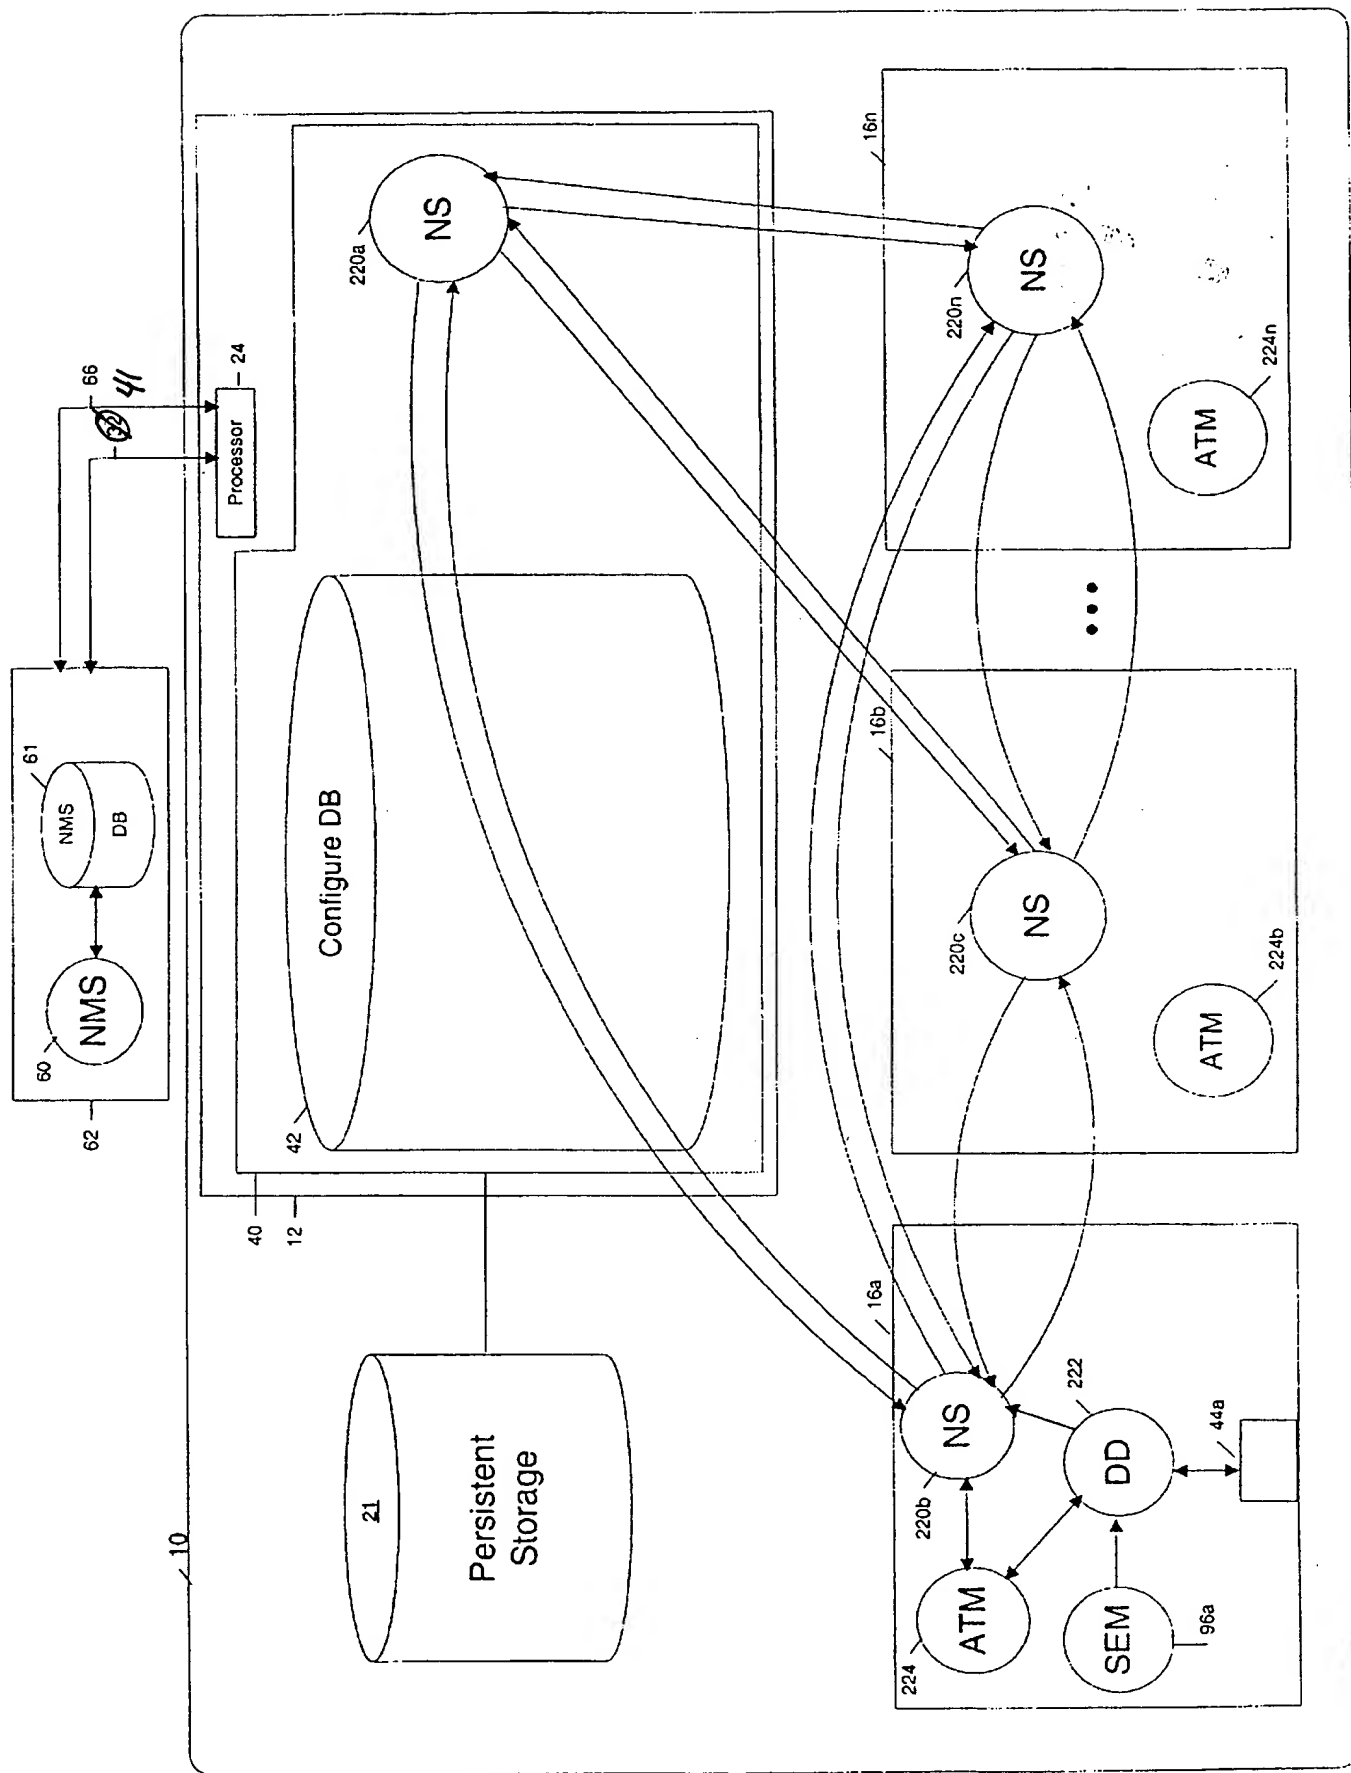 62
60
NMS
61
NMS
DB
66
32
41
10
12
40
42
Configure DB
Processor
24
220a
NS
21
Persistent
Storage
16a
NS
220b
224
ATM
222
DD
44a
SEM
96a
16b
220c
NS
ATM
224b
16n
220n
NS
ATM
224n